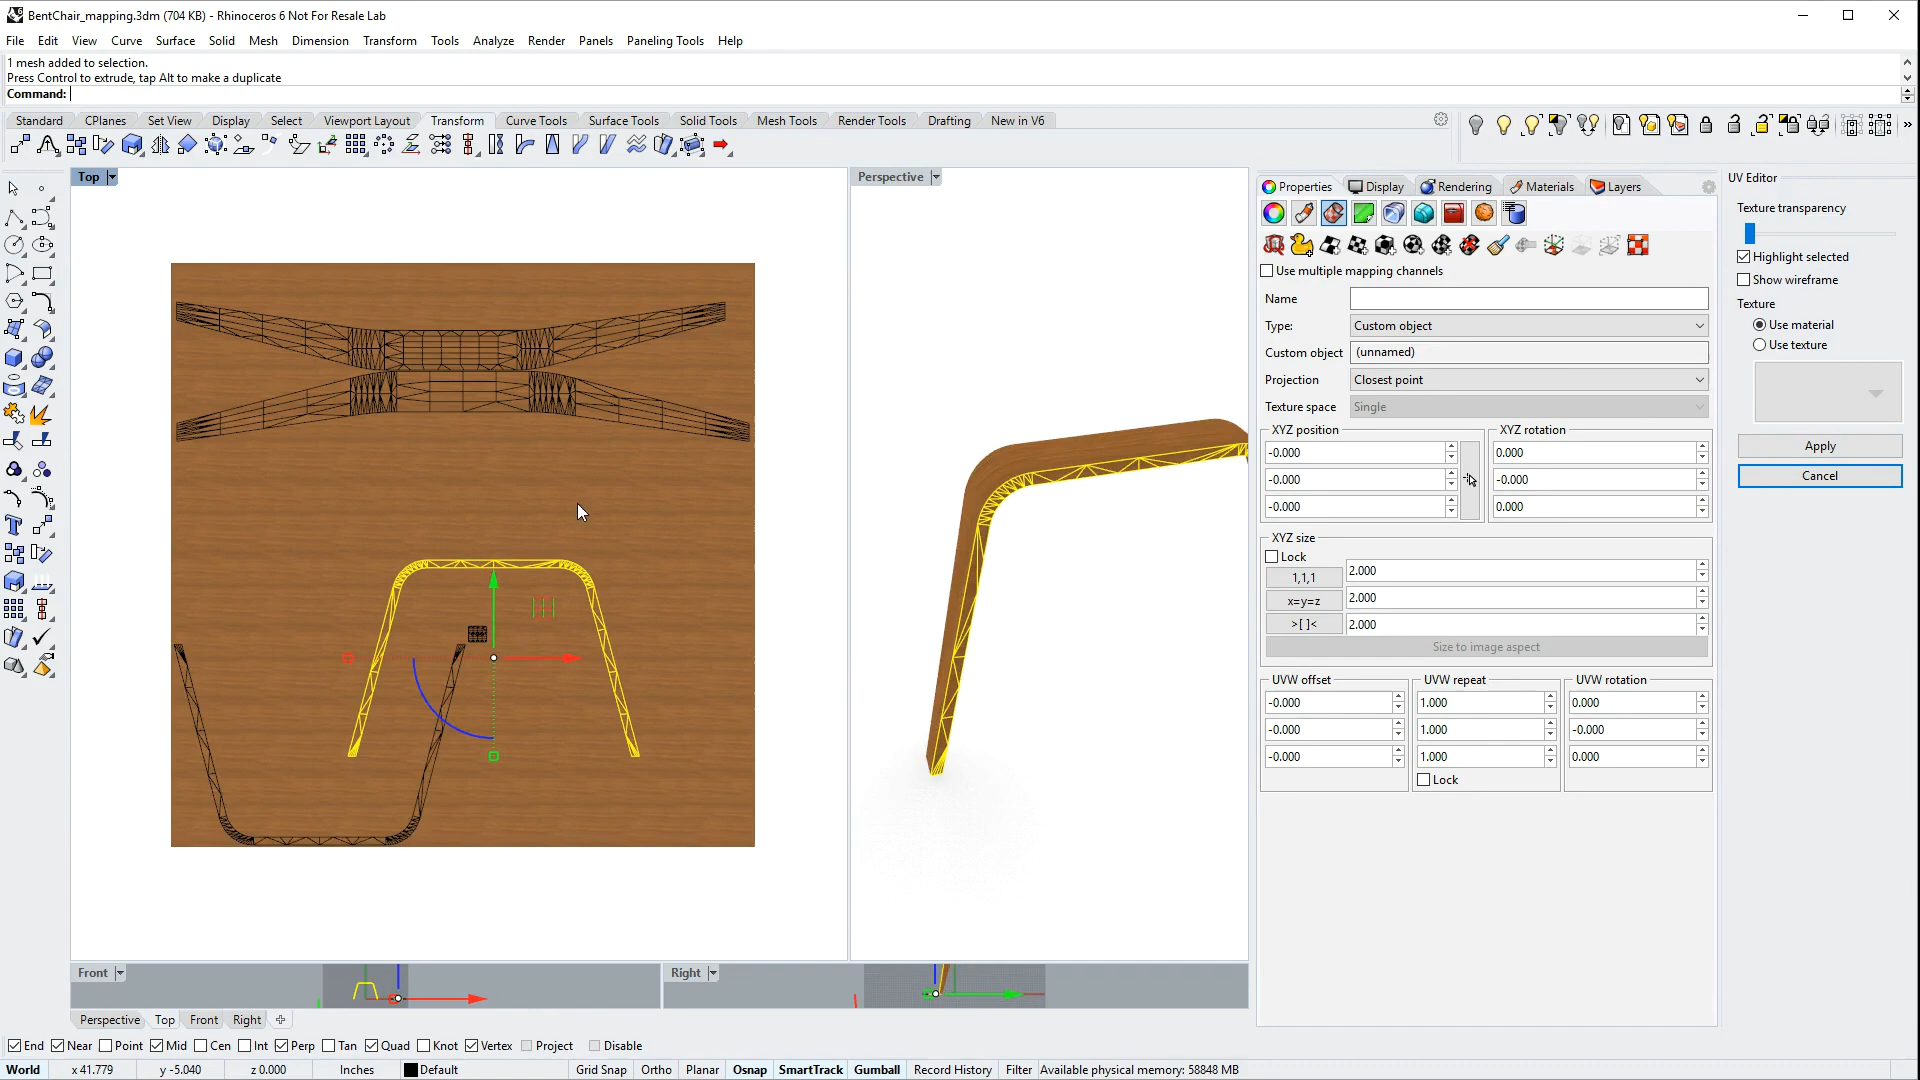 BentChair_mapping.3dm (704 KB) - Rhinoceros 6 Not For Resale Lab
File Edit View Curve Surface Solid Mesh Dimension Transform Tools Analyze Render Panels Paneling Tools Help
1 mesh added to selection.
Press Control to extrude, tap Alt to make a duplicate
Command:
Standard CPlanes Set View Display Select Viewport Layout Transform Curve Tools Surface Tools Solid Tools Mesh Tools Render Tools Drafting New in V6
Top
Perspective
Properties Display Rendering Materials Layers
Use multiple mapping channels
Name
Type: Custom object
Custom object (unnamed)
Projection Closest point
Texture space Single
XYZ position XYZ rotation
-0.000 0.000
-0.000 -0.000
-0.000 0.000
XYZ size
Lock
1,1,1 2.000
x=y=z 2.000
>[ ]< 2.000
Size to image aspect
UVW offset UVW repeat UVW rotation
-0.000 1.000 0.000
-0.000 1.000 -0.000
-0.000 1.000 0.000
Lock
UV Editor
Texture transparency
Highlight selected
Show wireframe
Texture
Use material
Use texture
Apply
Cancel
Front
Right
Perspective Top Front Right
End Near Point Mid Cen Int Perp Tan Quad Knot Vertex Project Disable
World x 41.779 y -5.040 z 0.000 Inches Default Grid Snap Ortho Planar Osnap SmartTrack Gumball Record History Filter Available physical memory: 58848 MB